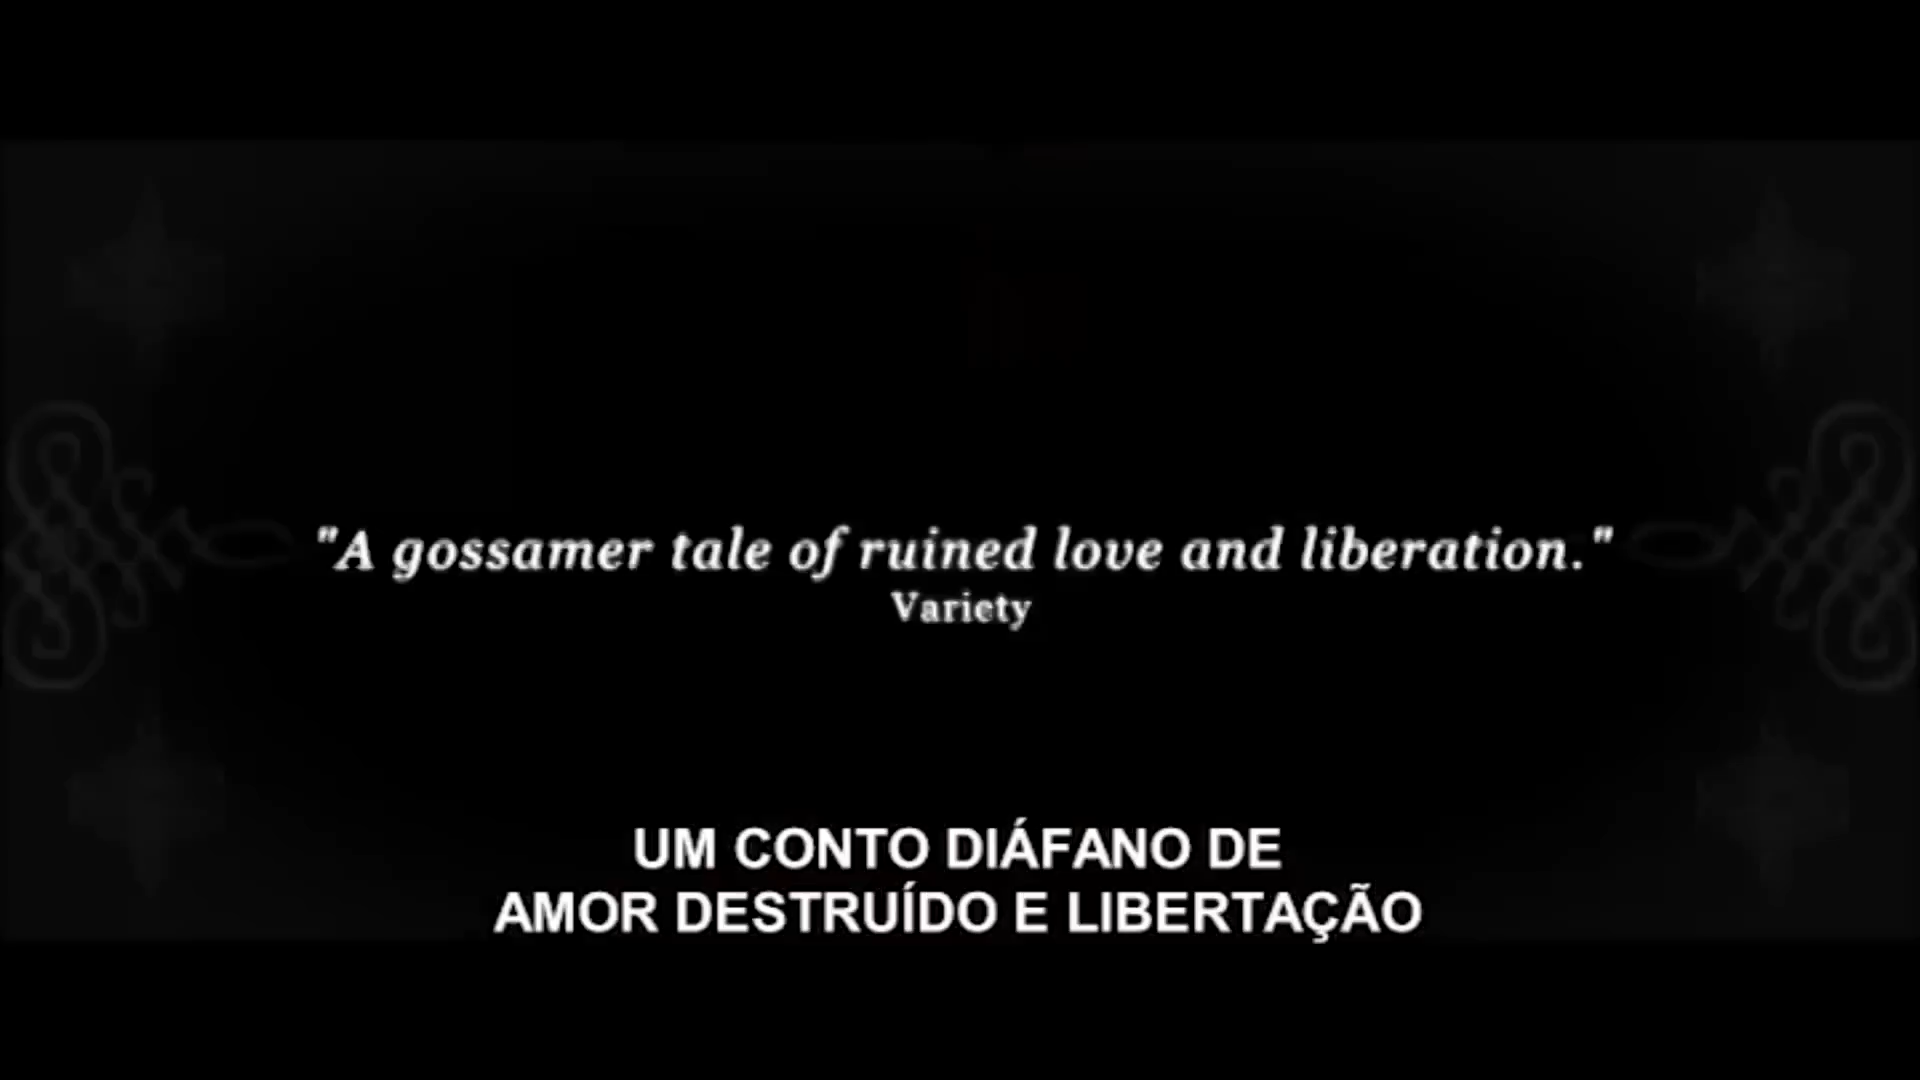 "A gossamer tale of ruined love and liberation."
Variety
UM CONTO DIÁFANO DE
AMOR DESTRUÍDO E LIBERTAÇÃO